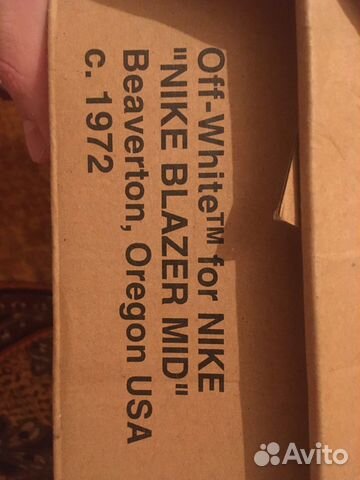 Off-White™ for NIKE
"NIKE BLAZER MID"
Beaverton, Oregon USA
c. 1972
Avito